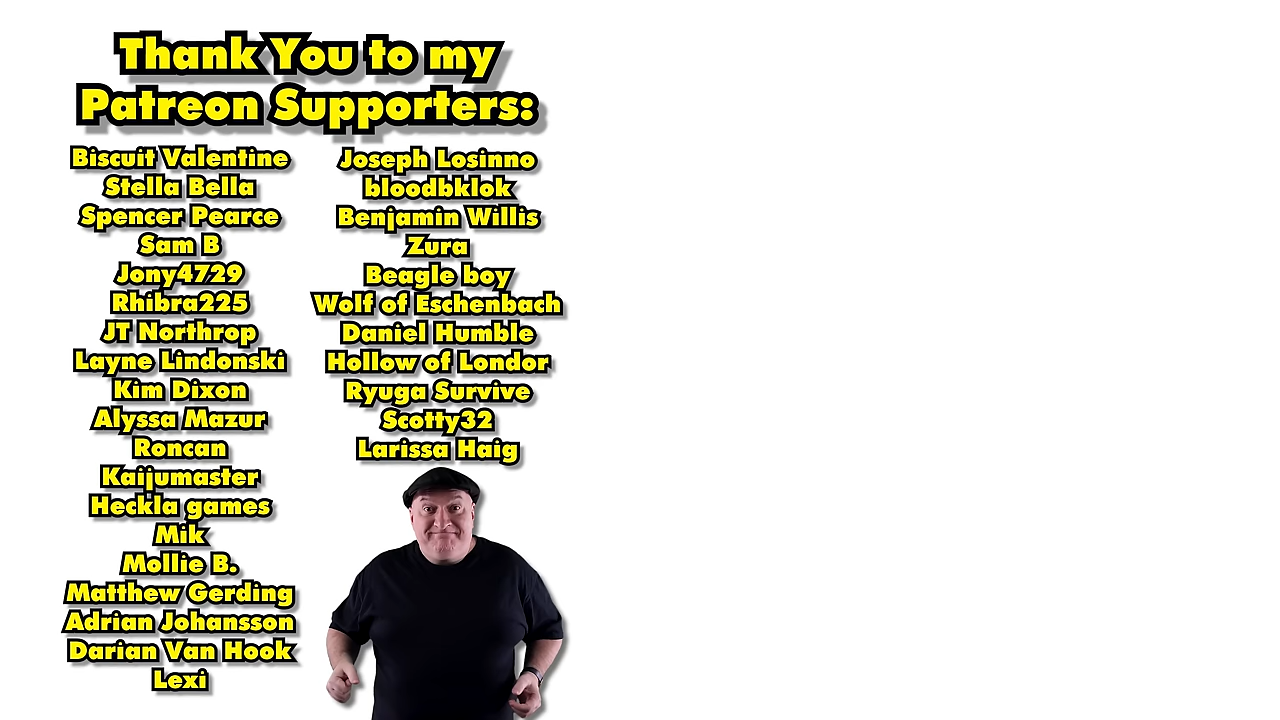 Thank You to my
Patreon Supporters:
Biscuit Valentine
Stella Bella
Spencer Pearce
Sam B
Jony4729
Rhibra225
JT Northrop
Layne Lindonski
Kim Dixon
Alyssa Mazur
Roncan
Kaijumaster
Heckla games
Mik
Mollie B.
Matthew Gerding
Adrian Johansson
Darian Van Hook
Lexi
Joseph Losinno
bloodbklok
Benjamin Willis
Zura
Beagle boy
Wolf of Eschenbach
Daniel Humble
Hollow of Londor
Ryuga Survive
Scotty32
Larissa Haig